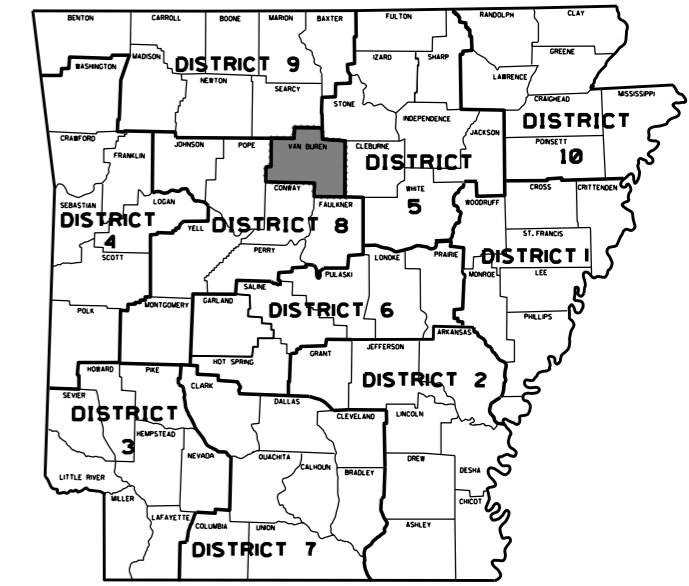 BENTON
CARROLL
BOONE
MARION
BAXTER
FULTON
RANDOLPH
CLAY
WASHINGTON
MADISON
DISTRICT 9
NEWTON
SEARCY
IZARD
SHARP
GREENE
LAWRENCE
STONE
INDEPENDENCE
CRAIGHEAD
MISSISSIPPI
DISTRICT
POINSETT
10
CRAWFORD
FRANKLIN
JOHNSON
POPE
VAN BUREN
CLEBURNE
JACKSON
DISTRICT
5
WHITE
CONWAY
FAULKNER
WOODRUFF
CROSS
CRITTENDEN
SEBASTIAN
LOGAN
DISTRICT
4
SCOTT
YELL
DISTRICT 8
PERRY
ST. FRANCIS
DISTRICT 1
LEE
MONROE
PRAIRIE
LONOKE
PULASKI
SALINE
DISTRICT 6
GARLAND
MONTGOMERY
POLK
PHILLIPS
ARKANSAS
HOT SPRING
GRANT
JEFFERSON
DISTRICT 2
HOWARD
PIKE
CLARK
DALLAS
CLEVELAND
LINCOLN
SEVIER
DISTRICT
3
HEMPSTEAD
NEVADA
OUACHITA
CALHOUN
BRADLEY
DREW
DESHA
CHICOT
LITTLE RIVER
MILLER
LAFAYETTE
COLUMBIA
UNION
ASHLEY
DISTRICT 7